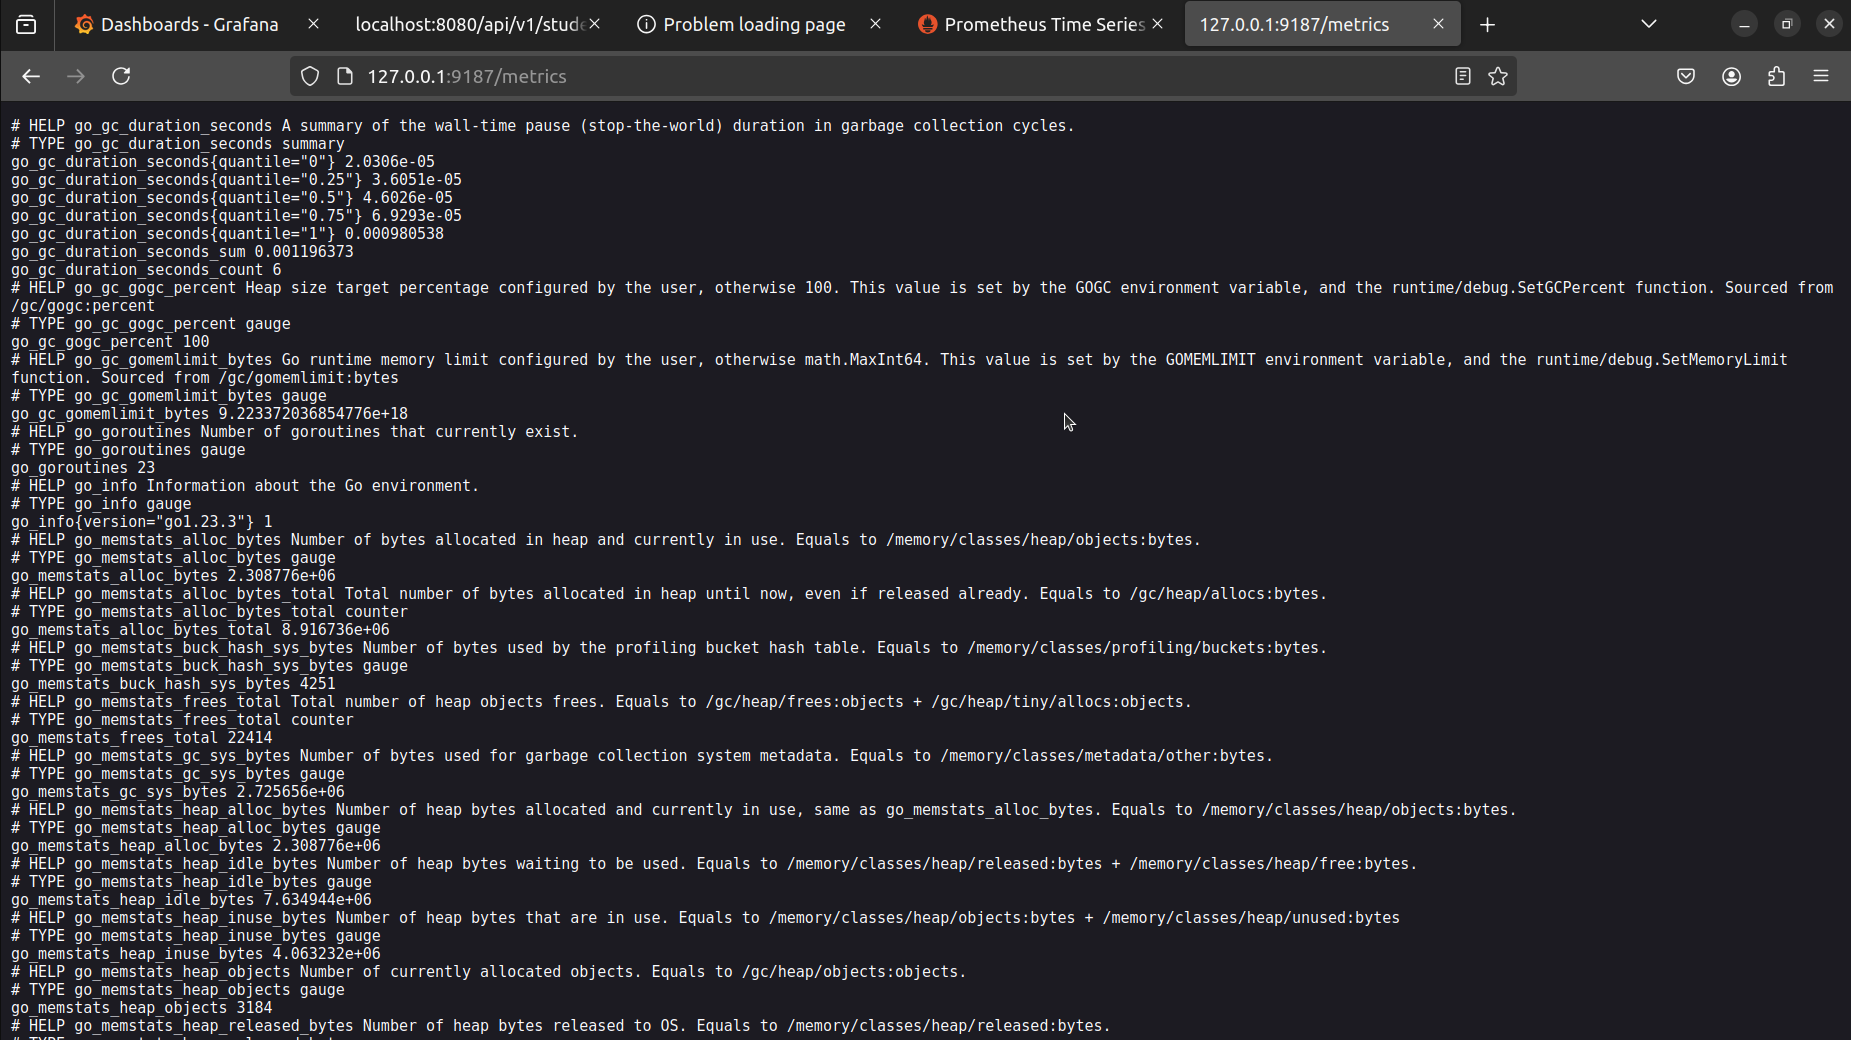 Dashboards - Grafana
localhost:8080/api/v1/stude
Problem loading page
Prometheus Time Series
127.0.0.1:9187/metrics
127.0.0.1:9187/metrics
# HELP go_gc_duration_seconds A summary of the wall-time pause (stop-the-world) duration in garbage collection cycles.
# TYPE go_gc_duration_seconds summary
go_gc_duration_seconds{quantile="0"} 2.0306e-05
go_gc_duration_seconds{quantile="0.25"} 3.6051e-05
go_gc_duration_seconds{quantile="0.5"} 4.6026e-05
go_gc_duration_seconds{quantile="0.75"} 6.9293e-05
go_gc_duration_seconds{quantile="1"} 0.000980538
go_gc_duration_seconds_sum 0.001196373
go_gc_duration_seconds_count 6
# HELP go_gc_gogc_percent Heap size target percentage configured by the user, otherwise 100. This value is set by the GOGC environment variable, and the runtime/debug.SetGCPercent function. Sourced from
/gc/gogc:percent
# TYPE go_gc_gogc_percent gauge
go_gc_gogc_percent 100
# HELP go_gc_gomemlimit_bytes Go runtime memory limit configured by the user, otherwise math.MaxInt64. This value is set by the GOMEMLIMIT environment variable, and the runtime/debug.SetMemoryLimit
function. Sourced from /gc/gomemlimit:bytes
# TYPE go_gc_gomemlimit_bytes gauge
go_gc_gomemlimit_bytes 9.223372036854776e+18
# HELP go_goroutines Number of goroutines that currently exist.
# TYPE go_goroutines gauge
go_goroutines 23
# HELP go_info Information about the Go environment.
# TYPE go_info gauge
go_info{version="go1.23.3"} 1
# HELP go_memstats_alloc_bytes Number of bytes allocated in heap and currently in use. Equals to /memory/classes/heap/objects:bytes.
# TYPE go_memstats_alloc_bytes gauge
go_memstats_alloc_bytes 2.308776e+06
# HELP go_memstats_alloc_bytes_total Total number of bytes allocated in heap until now, even if released already. Equals to /gc/heap/allocs:bytes.
# TYPE go_memstats_alloc_bytes_total counter
go_memstats_alloc_bytes_total 8.916736e+06
# HELP go_memstats_buck_hash_sys_bytes Number of bytes used by the profiling bucket hash table. Equals to /memory/classes/profiling/buckets:bytes.
# TYPE go_memstats_buck_hash_sys_bytes gauge
go_memstats_buck_hash_sys_bytes 4251
# HELP go_memstats_frees_total Total number of heap objects frees. Equals to /gc/heap/frees:objects + /gc/heap/tiny/allocs:objects.
# TYPE go_memstats_frees_total counter
go_memstats_frees_total 22414
# HELP go_memstats_gc_sys_bytes Number of bytes used for garbage collection system metadata. Equals to /memory/classes/metadata/other:bytes.
# TYPE go_memstats_gc_sys_bytes gauge
go_memstats_gc_sys_bytes 2.725656e+06
# HELP go_memstats_heap_alloc_bytes Number of heap bytes allocated and currently in use, same as go_memstats_alloc_bytes. Equals to /memory/classes/heap/objects:bytes.
# TYPE go_memstats_heap_alloc_bytes gauge
go_memstats_heap_alloc_bytes 2.308776e+06
# HELP go_memstats_heap_idle_bytes Number of heap bytes waiting to be used. Equals to /memory/classes/heap/released:bytes + /memory/classes/heap/free:bytes.
# TYPE go_memstats_heap_idle_bytes gauge
go_memstats_heap_idle_bytes 7.634944e+06
# HELP go_memstats_heap_inuse_bytes Number of heap bytes that are in use. Equals to /memory/classes/heap/objects:bytes + /memory/classes/heap/unused:bytes
# TYPE go_memstats_heap_inuse_bytes gauge
go_memstats_heap_inuse_bytes 4.063232e+06
# HELP go_memstats_heap_objects Number of currently allocated objects. Equals to /gc/heap/objects:objects.
# TYPE go_memstats_heap_objects gauge
go_memstats_heap_objects 3184
# HELP go_memstats_heap_released_bytes Number of heap bytes released to OS. Equals to /memory/classes/heap/released:bytes.